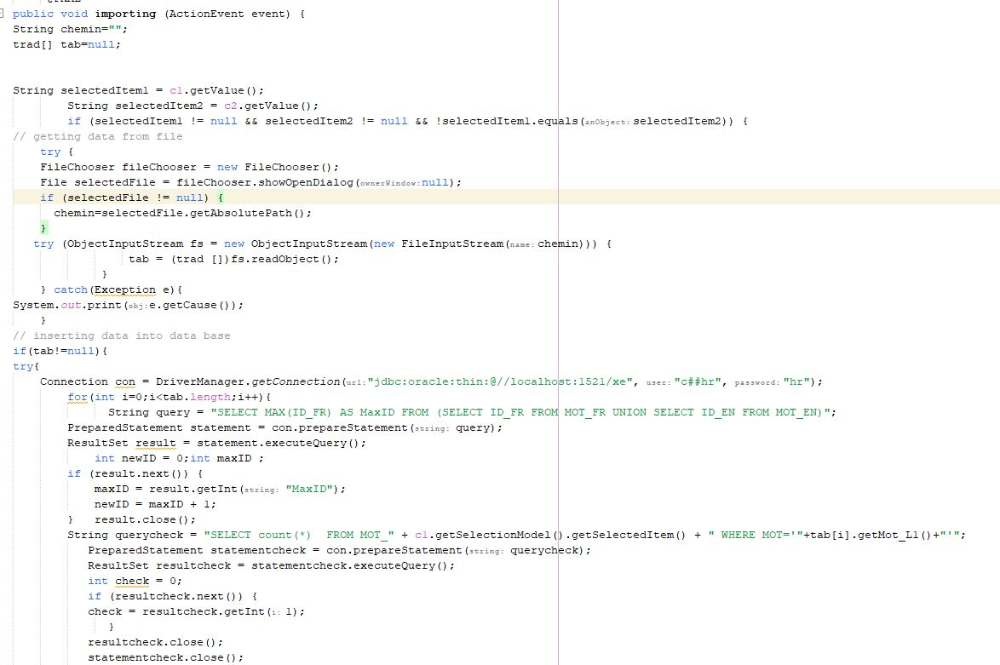 public void importing (ActionEvent event) {
String chemin="";
trad[] tab=null;
String selectedItem1 = c1.getValue();
String selectedItem2 = c2.getValue();
if (selectedItem1 != null && selectedItem2 != null && !selectedItem1.equals(anObject: selectedItem2)) {
// getting data from file
try {
FileChooser fileChooser = new FileChooser();
File selectedFile = fileChooser.showOpenDialog(ownerWindow: null);
if (selectedFile != null) {
chemin=selectedFile.getAbsolutePath();
}
try (ObjectInputStream fs = new ObjectInputStream(new FileInputStream(name: chemin))) {
tab = (trad [])fs.readObject();
}
} catch(Exception e){
System.out.print(obj: e.getCause());
}
// inserting data into data base
if(tab!=null){
try{
Connection con = DriverManager.getConnection(url: "jdbc:oracle:thin:@//localhost:1521/xe", user: "c##hr", password: "hr");
for(int i=0;i<tab.length;i++){
String query = "SELECT MAX(ID_FR) AS MaxID FROM (SELECT ID_FR FROM MOT_FR UNION SELECT ID_EN FROM MOT_EN)";
PreparedStatement statement = con.prepareStatement(string: query);
ResultSet result = statement.executeQuery();
int newID = 0;int maxID ;
if (result.next()) {
maxID = result.getInt(string: "MaxID");
newID = maxID + 1;
} result.close();
String querycheck = "SELECT count(*)  FROM MOT_" + c1.getSelectionModel().getSelectedItem() + " WHERE MOT='"+tab[i].getMot_L1()+"'";
PreparedStatement statementcheck = con.prepareStatement(string: querycheck);
ResultSet resultcheck = statementcheck.executeQuery();
int check = 0;
if (resultcheck.next()) {
check = resultcheck.getInt(i: 1);
}
resultcheck.close();
statementcheck.close();